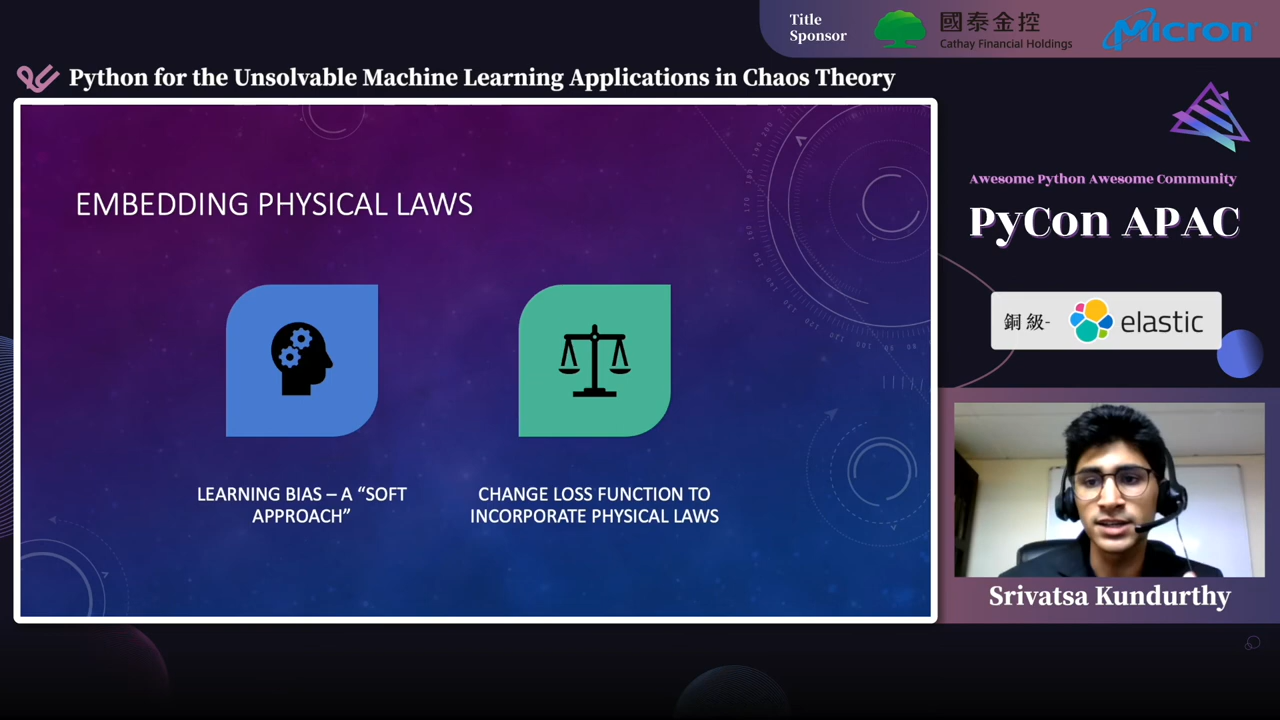 Title
Sponsor
國泰金控
Cathay Financial Holdings
Micron
Python for the Unsolvable Machine Learning Applications in Chaos Theory
EMBEDDING PHYSICAL LAWS
LEARNING BIAS – A “SOFT
APPROACH”
CHANGE LOSS FUNCTION TO
INCORPORATE PHYSICAL LAWS
Awesome Python Awesome Community
PyCon APAC
銅級-
elastic
Srivatsa Kundurthy